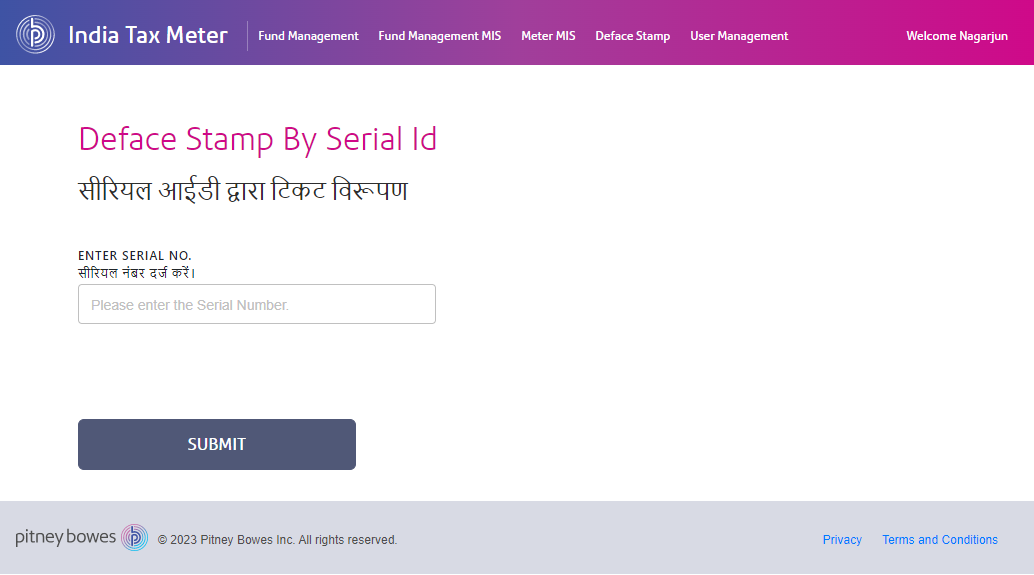 India Tax Meter Fund Management Fund Management MIS Meter MIS Deface Stamp User Management Welcome Nagarjun
Deface Stamp By Serial Id
सीरियल आईडी द्वारा टिकट विरूपण
ENTER SERIAL NO.
सीरियल नंबर दर्ज करें।
Please enter the Serial Number.
SUBMIT
pitney bowes © 2023 Pitney Bowes Inc. All rights reserved. Privacy Terms and Conditions